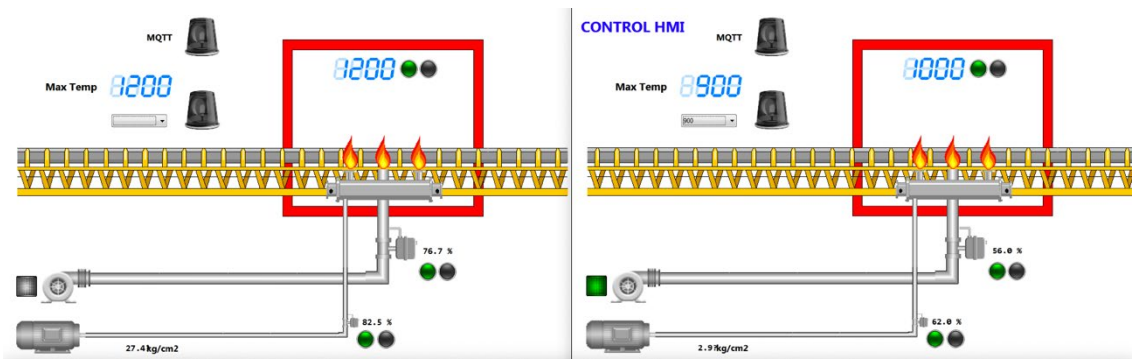 MQTT
1200
Max Temp 1200
76.7 %
82.5 %
27.4kg/cm2
CONTROL HMI
MQTT
1000
Max Temp 900
900
56.0 %
62.0 %